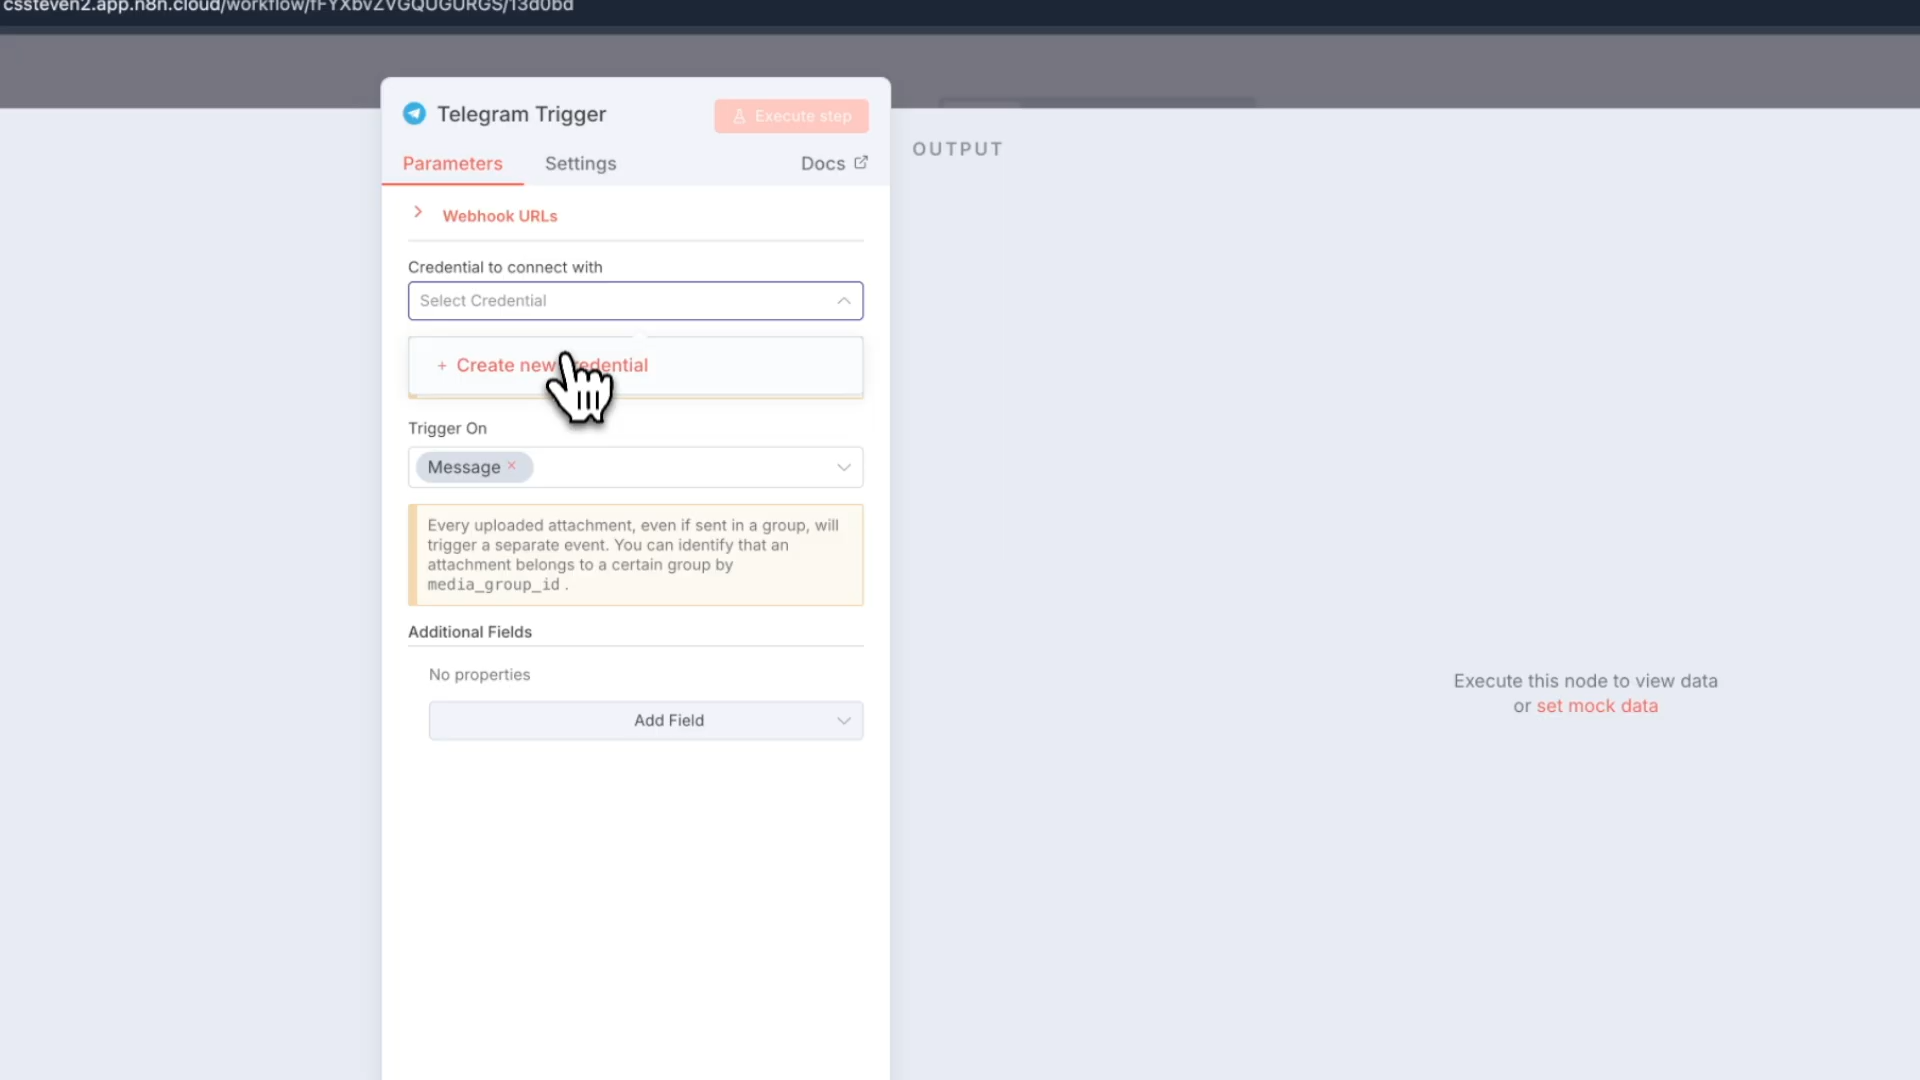 cssteven2.app.n8n.cloud/workflow/fFYXbvZVGQUGURGS/13d0bd
Telegram Trigger
Execute step
Parameters
Settings
Docs
OUTPUT
Webhook URLs
Credential to connect with
Select Credential
+ Create new credential
Trigger On
Message ×
Every uploaded attachment, even if sent in a group, will
trigger a separate event. You can identify that an
attachment belongs to a certain group by
media_group_id .
Additional Fields
No properties
Add Field
Execute this node to view data
or set mock data